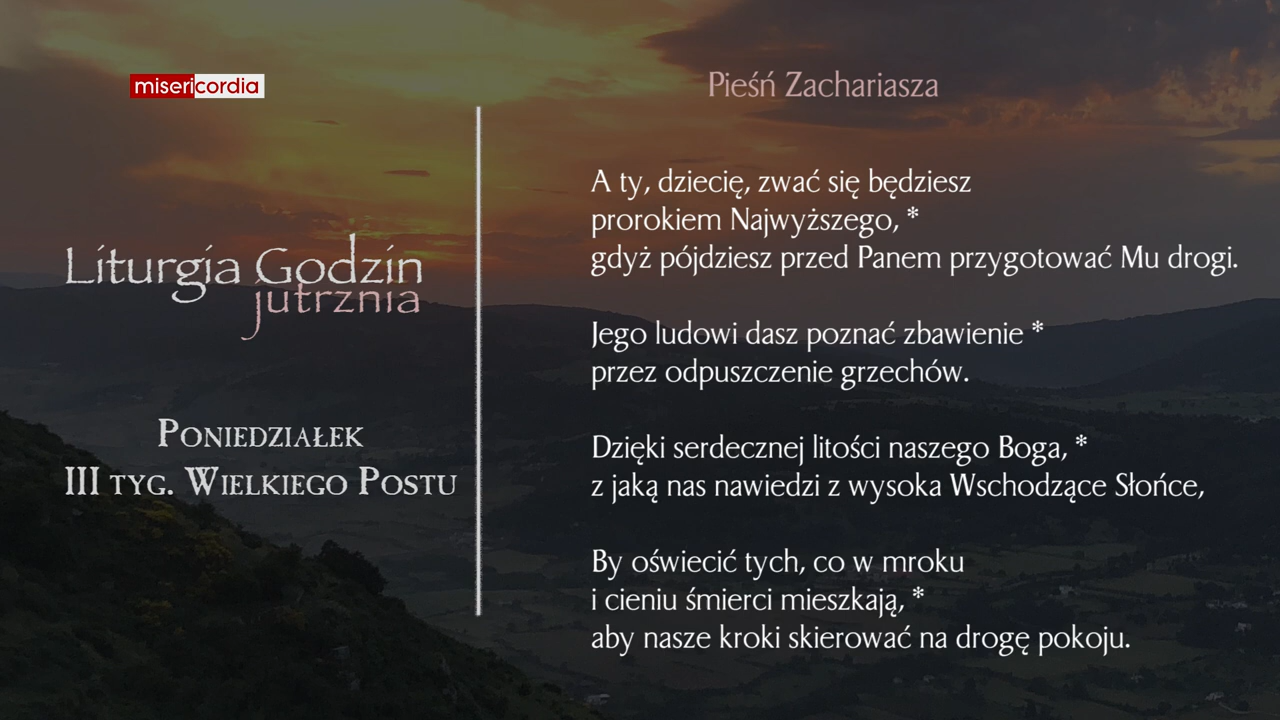 misericordia
Liturgia Godzin
jutrznia
Poniedziałek
III tyg. Wielkiego Postu
Pieśń Zachariasza
A ty, dziecię, zwać się będziesz
prorokiem Najwyższego, *
gdyż pójdziesz przed Panem przygotować Mu drogi.
Jego ludowi dasz poznać zbawienie *
przez odpuszczenie grzechów.
Dzięki serdecznej litości naszego Boga, *
z jaką nas nawiedzi z wysoka Wschodzące Słońce,
By oświecić tych, co w mroku
i cieniu śmierci mieszkają, *
aby nasze kroki skierować na drogę pokoju.